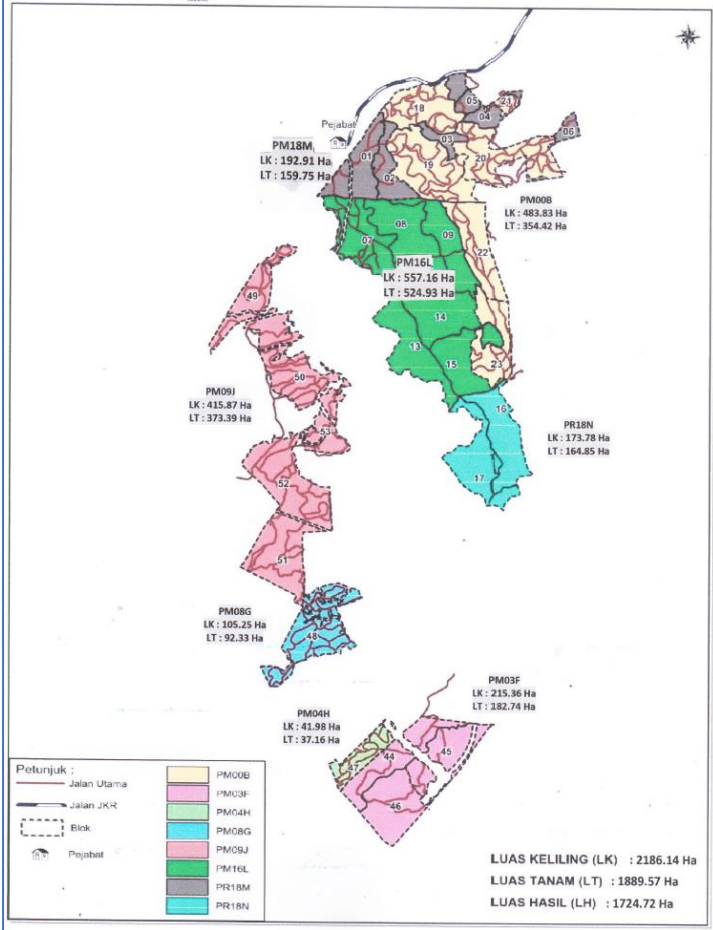 18
05
21
04
06
Pejabat
03
PM18M
LK : 192.91 Ha
LT : 159.75 Ha
01
19
20
02
PM00B
LK : 483.83 Ha
LT : 354.42 Ha
08
09
07
22
PM16L
LK : 557.16 Ha
LT : 524.93 Ha
49
14
13
27
15
23
50
PM09J
LK : 415.87 Ha
LT : 373.39 Ha
16
53
PR18N
LK : 173.78 Ha
LT : 164.85 Ha
17
52
51
PM08G
LK : 105.25 Ha
LT : 92.33 Ha
48
PM03F
LK : 215.36 Ha
LT : 182.74 Ha
PM04H
LK : 41.98 Ha
LT : 37.16 Ha
45
44
47
46
Petunjuk :
Jalan Utama
Jalan JKR
Blok
Pejabat
PM00B
PM03F
PM04H
PM08G
PM09J
PM16L
PR18M
PR18N
LUAS KELILING (LK) : 2186.14 Ha
LUAS TANAM (LT) : 1889.57 Ha
LUAS HASIL (LH) : 1724.72 Ha